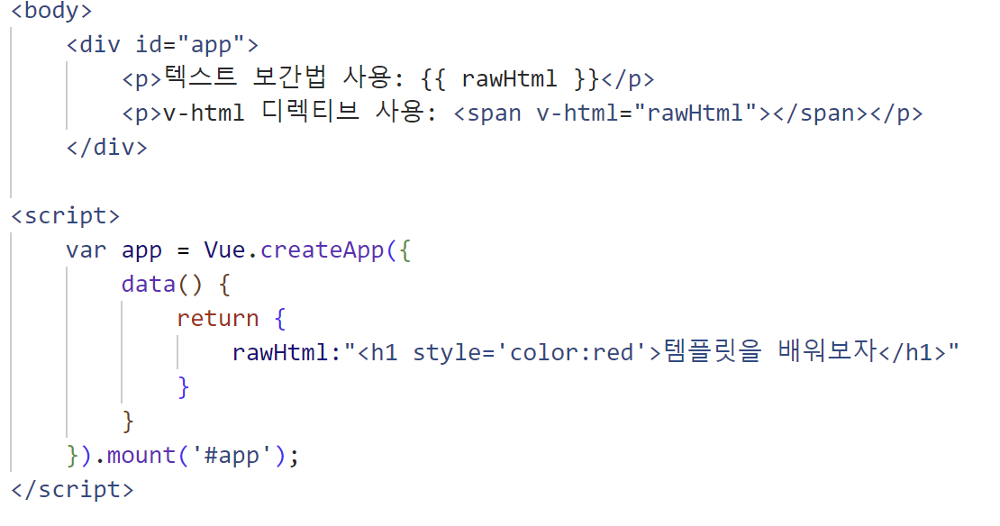 <body>
    <div id="app">
        <p>텍스트 보간법 사용: {{ rawHtml }}</p>
        <p>v-html 디렉티브 사용: <span v-html="rawHtml"></span></p>
    </div>

<script>
    var app = Vue.createApp({
        data() {
            return {
                rawHtml:"<h1 style='color:red'>템플릿을 배워보자</h1>"
            }
        }
    }).mount('#app');
</script>